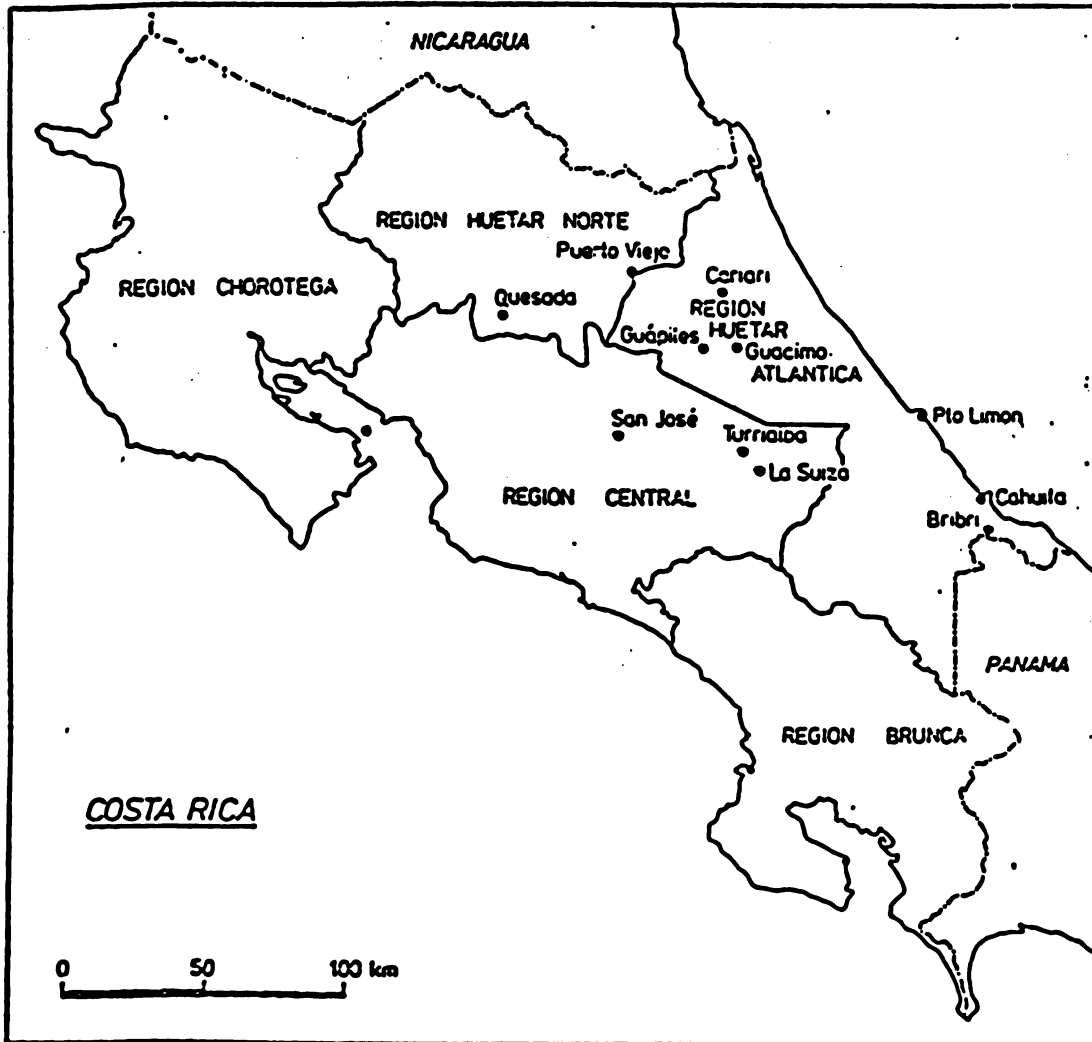 NICARAGUA
REGION HUETAR NORTE
Puerto Viejo
REGION CHOROTEGA
Cariari
Quesada
REGION
HUETAR
Guápiles
Guacimo
ATLANTICA
San José
Pto Limon
Turrialba
La Suiza
REGION CENTRAL
Cahuita
Bribri
PANAMA
REGION BRUNCA
COSTA RICA
0 50 100 km